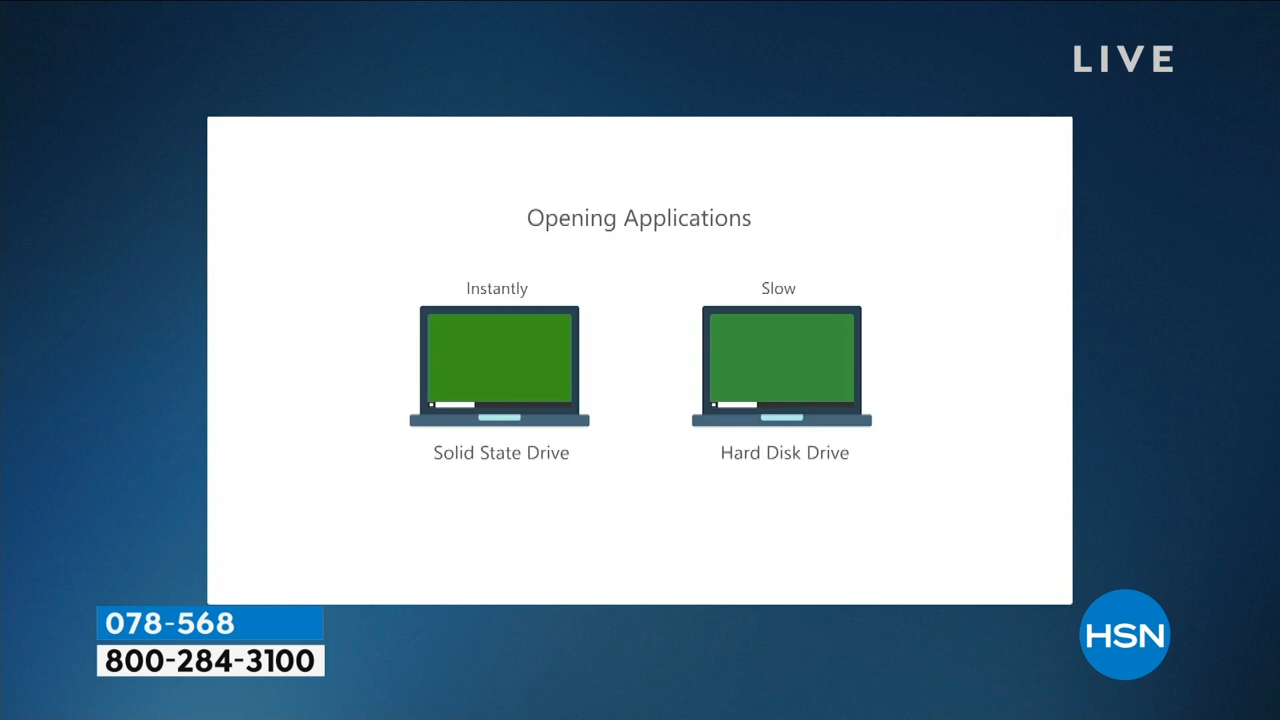 LIVE
Opening Applications
Instantly
Slow
Solid State Drive
Hard Disk Drive
078-568
800-284-3100
HSN